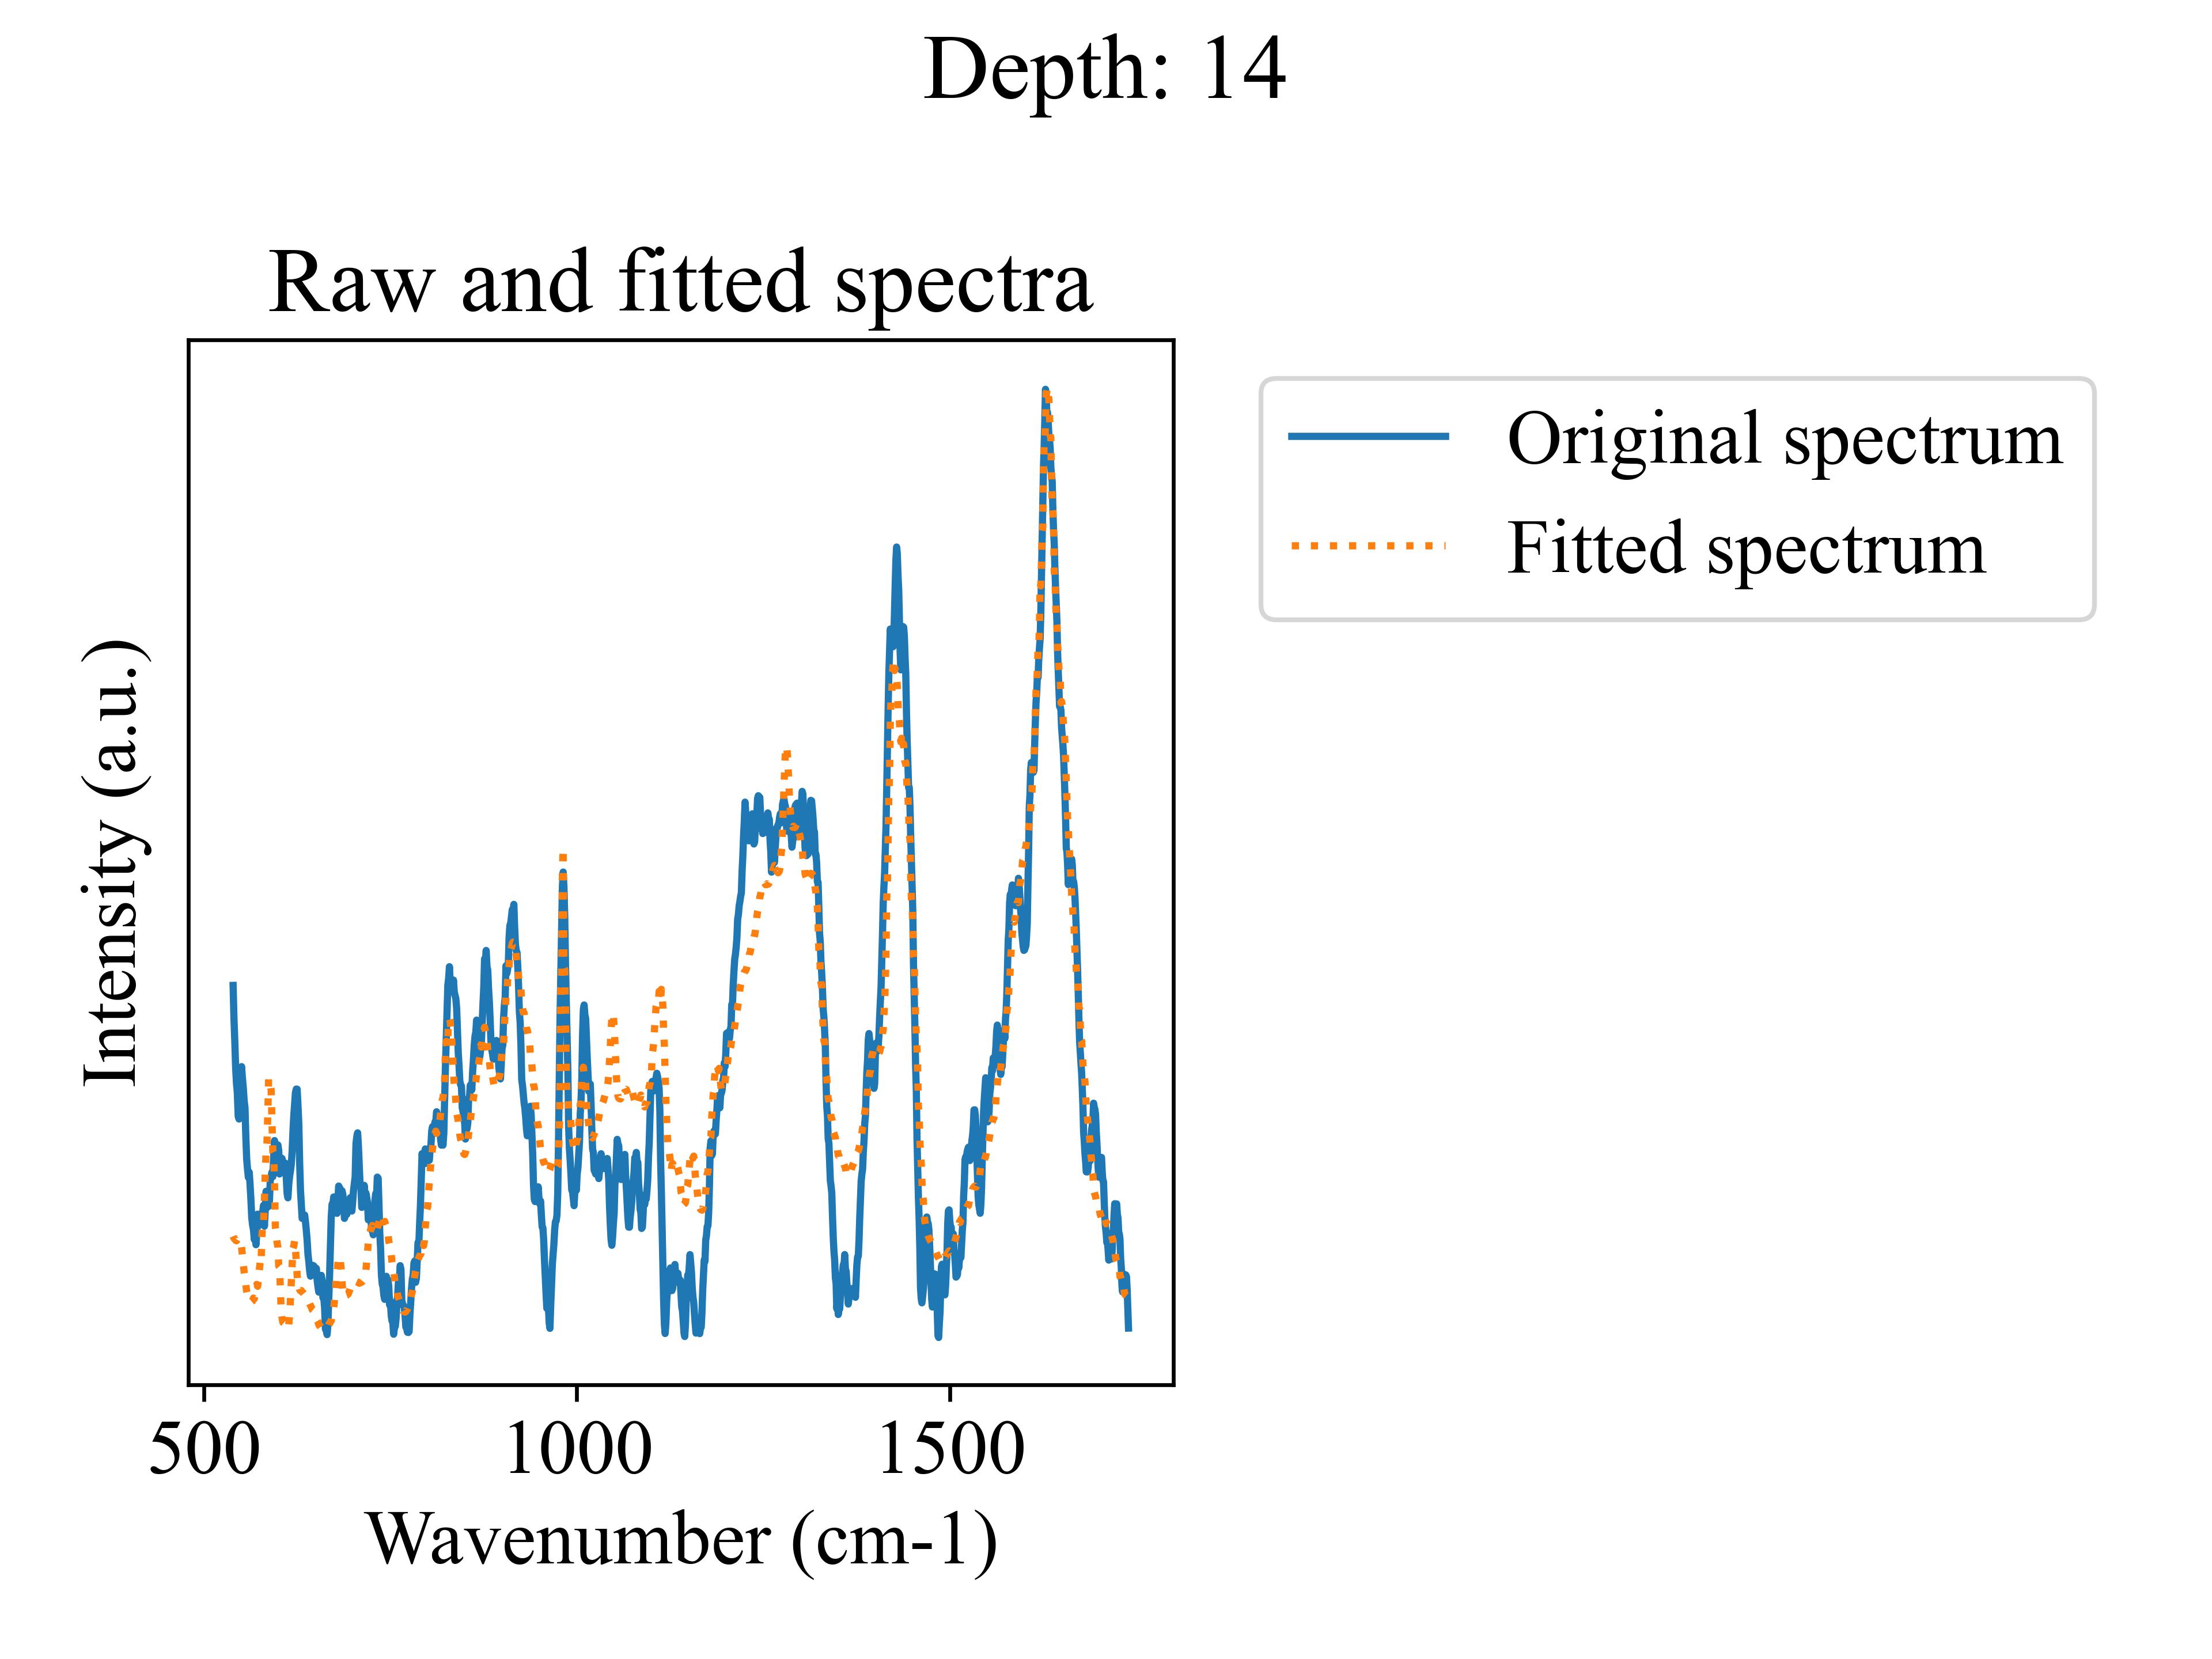 Depth: 14
Raw and fitted spectra
Original spectrum
Fitted spectrum
Intensity (a.u.)
500 1000 1500
Wavenumber (cm-1)